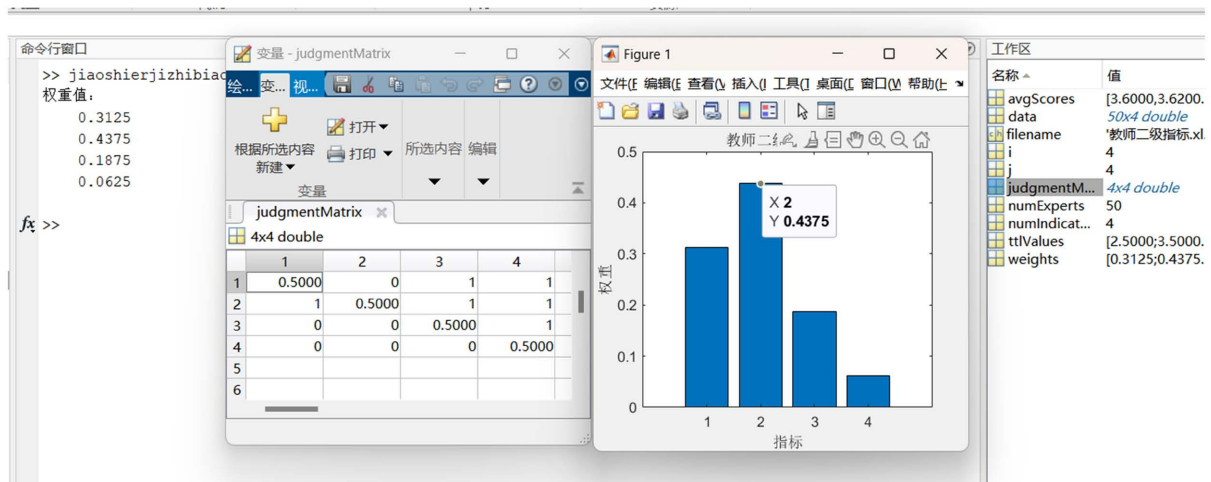 命令行窗口
>> jiaoshierjizhibiao
权重值:
0.3125
0.4375
0.1875
0.0625
fx >>
变量 - judgmentMatrix
绘... 变... 视...
根据所选内容
新建
打开
打印
所选内容 编辑
变量
judgmentMatrix
4x4 double
1 2 3 4
1 0.5000 0 1 1
2 1 0.5000 1 1
3 0 0 0.5000 1
4 0 0 0 0.5000
5
6
Figure 1
文件(F 编辑(E 查看(V 插入(I 工具(T 桌面(D 窗口(W 帮助(H
教师二级
X 2
Y 0.4375
0.5
0.4
0.3
0.2
0.1
0
权重
1 2 3 4
指标
工作区
名称 值
avgScores [3.6000,3.6200.
data 50x4 double
filename '教师二级指标.xl.
i 4
j 4
judgmentM... 4x4 double
numExperts 50
numIndicat... 4
ttlValues [2.5000;3.5000.
weights [0.3125;0.4375.